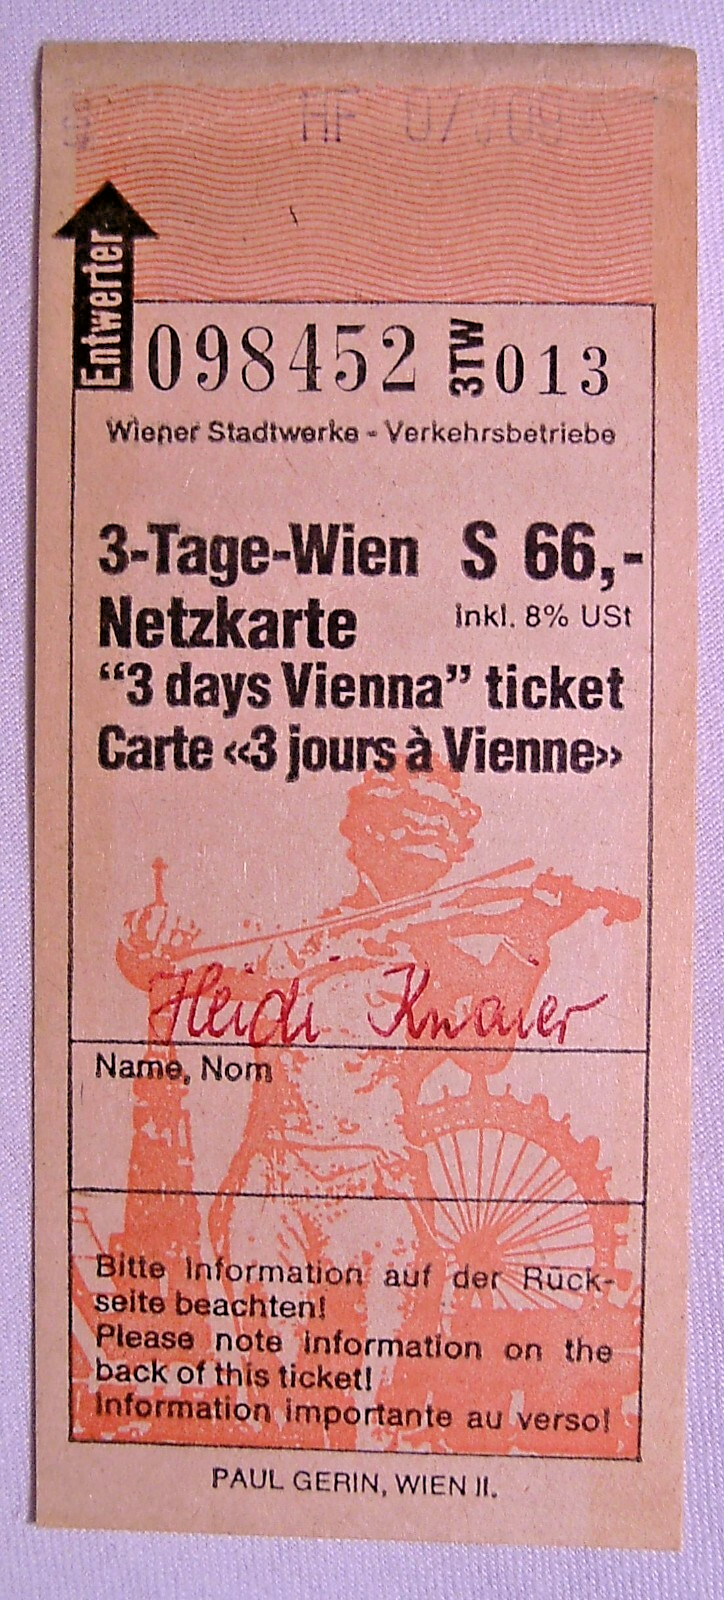 HF
Entwerter
098452 3TW 013
Wiener Stadtwerke - Verkehrsbetriebe
3-Tage-Wien S 66,-
Netzkarte inkl. 8% USt
“3 days Vienna” ticket
Carte «3 jours à Vienne»
Heidi Knaier
Name, Nom
Bitte Information auf der Rück-
seite beachten!
Please note information on the
back of this ticket!
Information importante au verso!
PAUL GERIN, WIEN II.